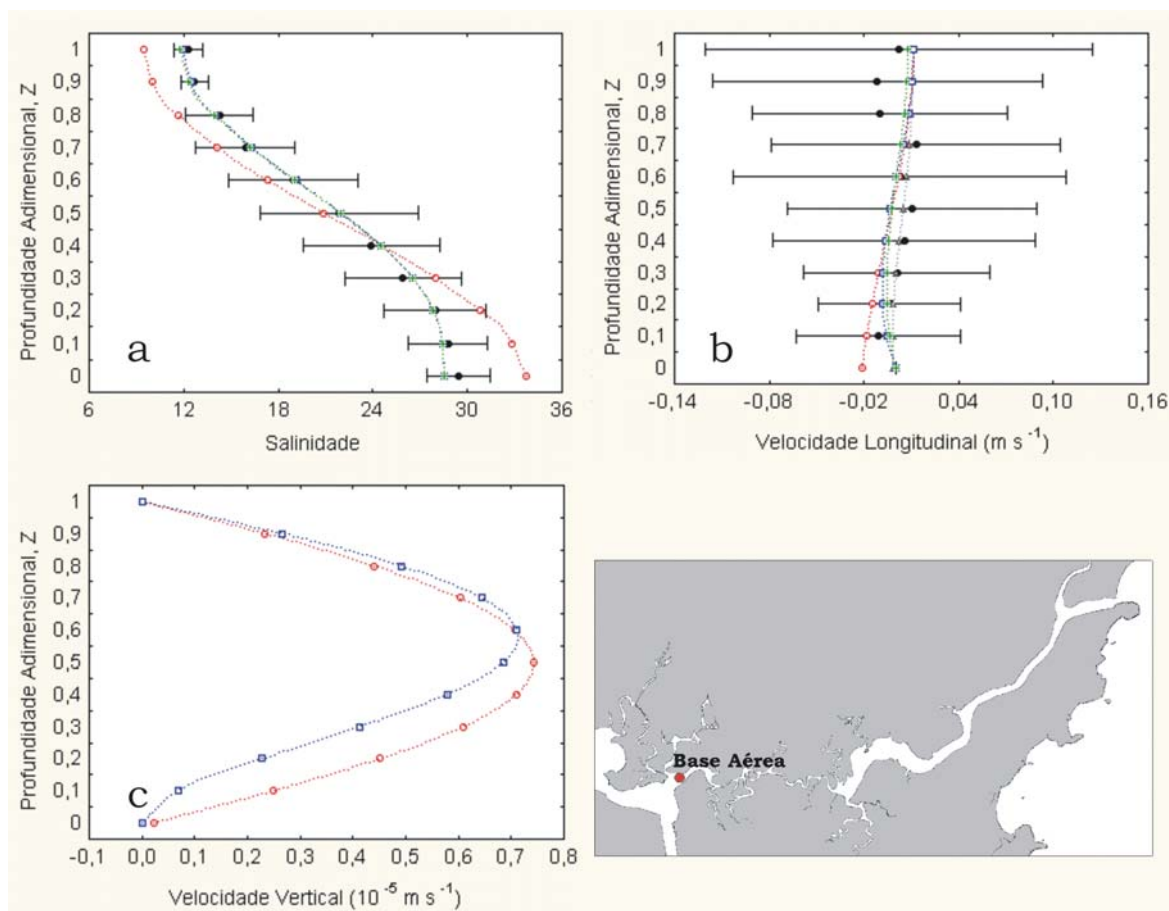 Profundidade Adimensional, Z
1
0,9
0,8
0,7
0,6
0,5
0,4
0,3
0,2
0,1
0
a
6 12 18 24 30 36
Salinidade
Profundidade Adimensional, Z
1
0,9
0,8
0,7
0,6
0,5
0,4
0,3
0,2
0,1
0
b
-0,14 -0,08 -0,02 0,04 0,10 0,16
Velocidade Longitudinal (m s⁻¹)
Profundidade Adimensional, Z
1
0,9
0,8
0,7
0,6
0,5
0,4
0,3
0,2
0,1
0
c
-0,1 0,0 0,1 0,2 0,3 0,4 0,5 0,6 0,7 0,8
Velocidade Vertical (10⁻⁵ m s⁻¹)
Base Aérea